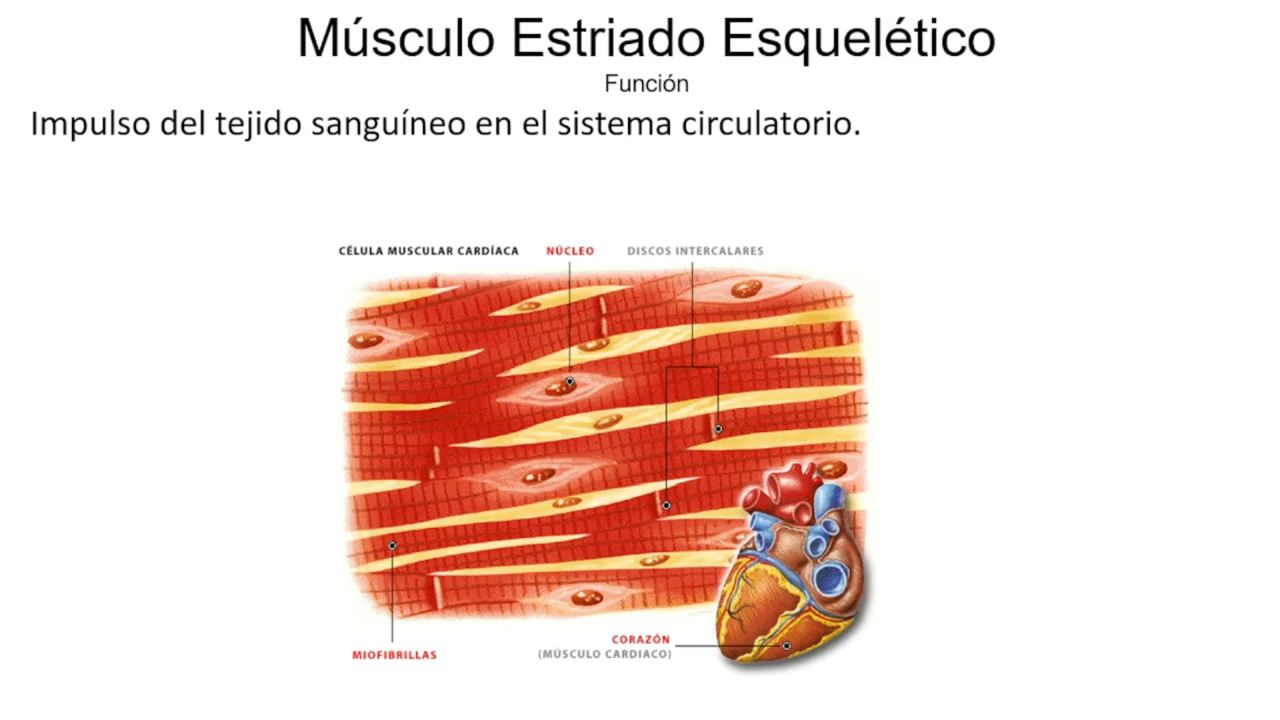 Músculo Estriado Esquelético
Función
Impulso del tejido sanguíneo en el sistema circulatorio.
CÉLULA MUSCULAR CARDÍACA NÚCLEO DISCOS INTERCALARES
CORAZÓN
(MÚSCULO CARDIACO)
MIOFIBRILLAS